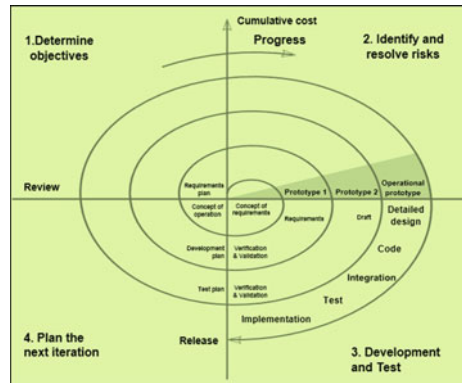 Cumulative cost
1.Determine
objectives
Progress
2. Identify and
resolve risks
Requirements
plan
Prototype 1
Prototype 2
Operational
prototype
Review
Concept of
operation
Concept of
requirements
Requirements
Draft
Detailed
design
Development
plan
Verification
& Validation
Code
Test plan
Verification
& Validation
Integration
Test
Implementation
4. Plan the
next iteration
Release
3. Development
and Test